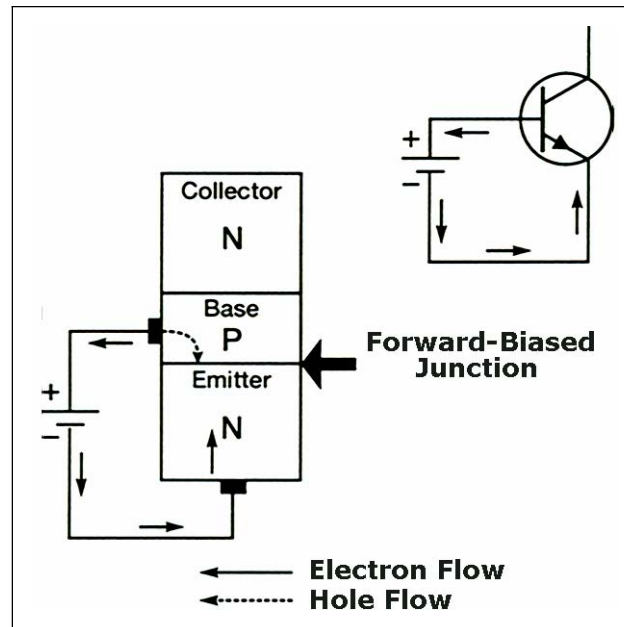 +
-
Collector
N
Base
P
Emitter
N
+
-
Forward-Biased
Junction
Electron Flow
Hole Flow